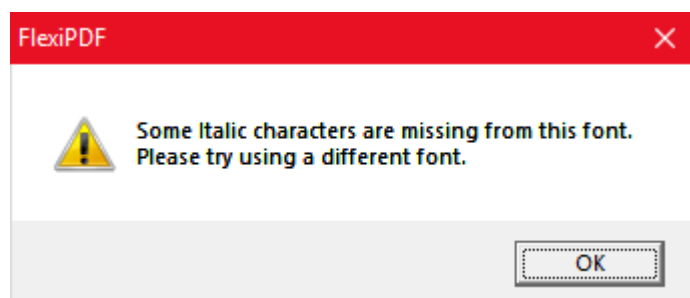 FlexiPDF
Some Italic characters are missing from this font.
Please try using a different font.
OK